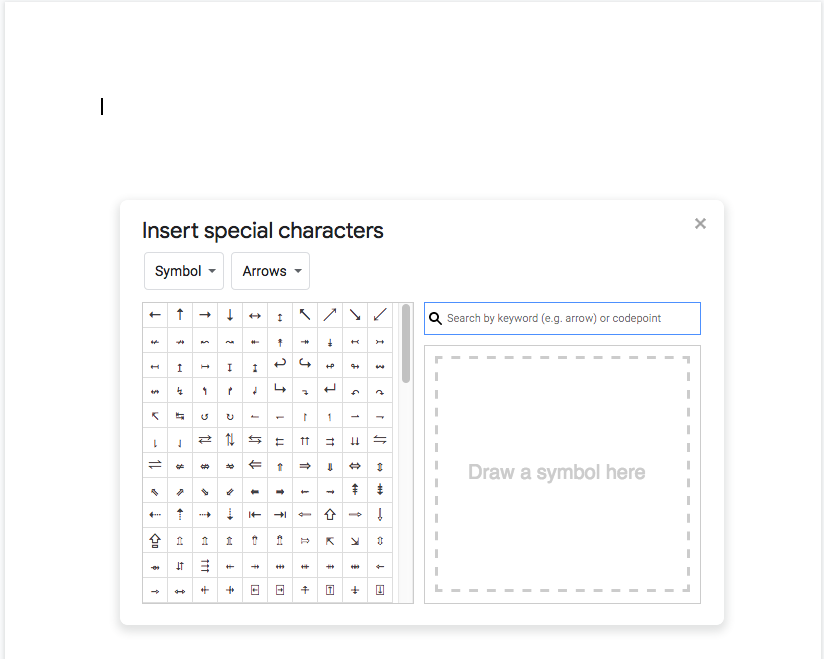 Insert special characters
Symbol
Arrows
Search by keyword (e.g. arrow) or codepoint
Draw a symbol here